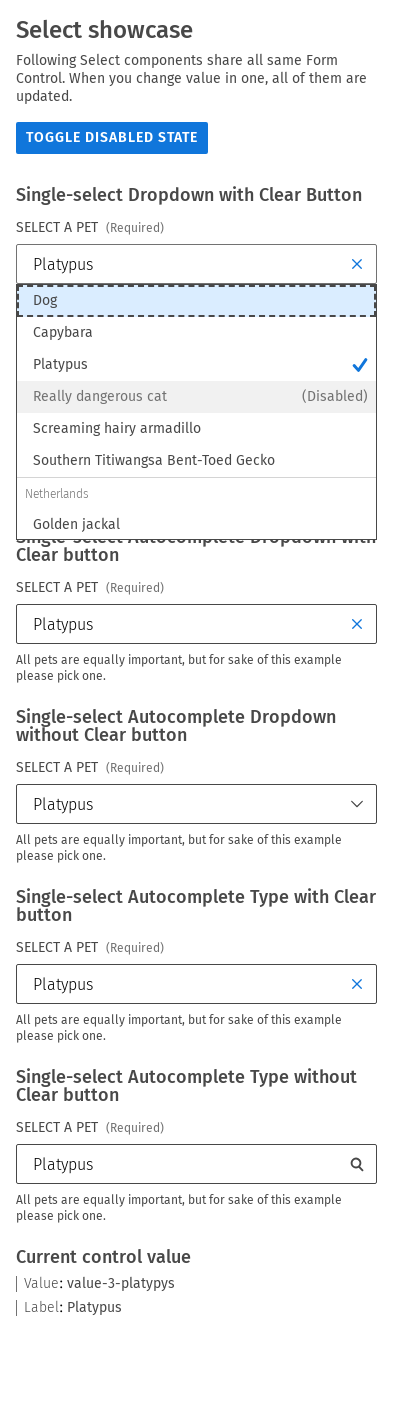 Select showcase
Following Select components share all same Form
Control. When you change value in one, all of them are
updated.
TOGGLE DISABLED STATE
Single-select Dropdown with Clear Button
SELECT A PET (Required)
Platypus
Dog
Capybara
Platypus
Really dangerous cat (Disabled)
Screaming hairy armadillo
Southern Titiwangsa Bent-Toed Gecko
Netherlands
Golden jackal
Single-select Autocomplete Dropdown with
Clear button
SELECT A PET (Required)
Platypus
All pets are equally important, but for sake of this example
please pick one.
Single-select Autocomplete Dropdown
without Clear button
SELECT A PET (Required)
Platypus
All pets are equally important, but for sake of this example
please pick one.
Single-select Autocomplete Type with Clear
button
SELECT A PET (Required)
Platypus
All pets are equally important, but for sake of this example
please pick one.
Single-select Autocomplete Type without
Clear button
SELECT A PET (Required)
Platypus
All pets are equally important, but for sake of this example
please pick one.
Current control value
Value: value-3-platypys
Label: Platypus